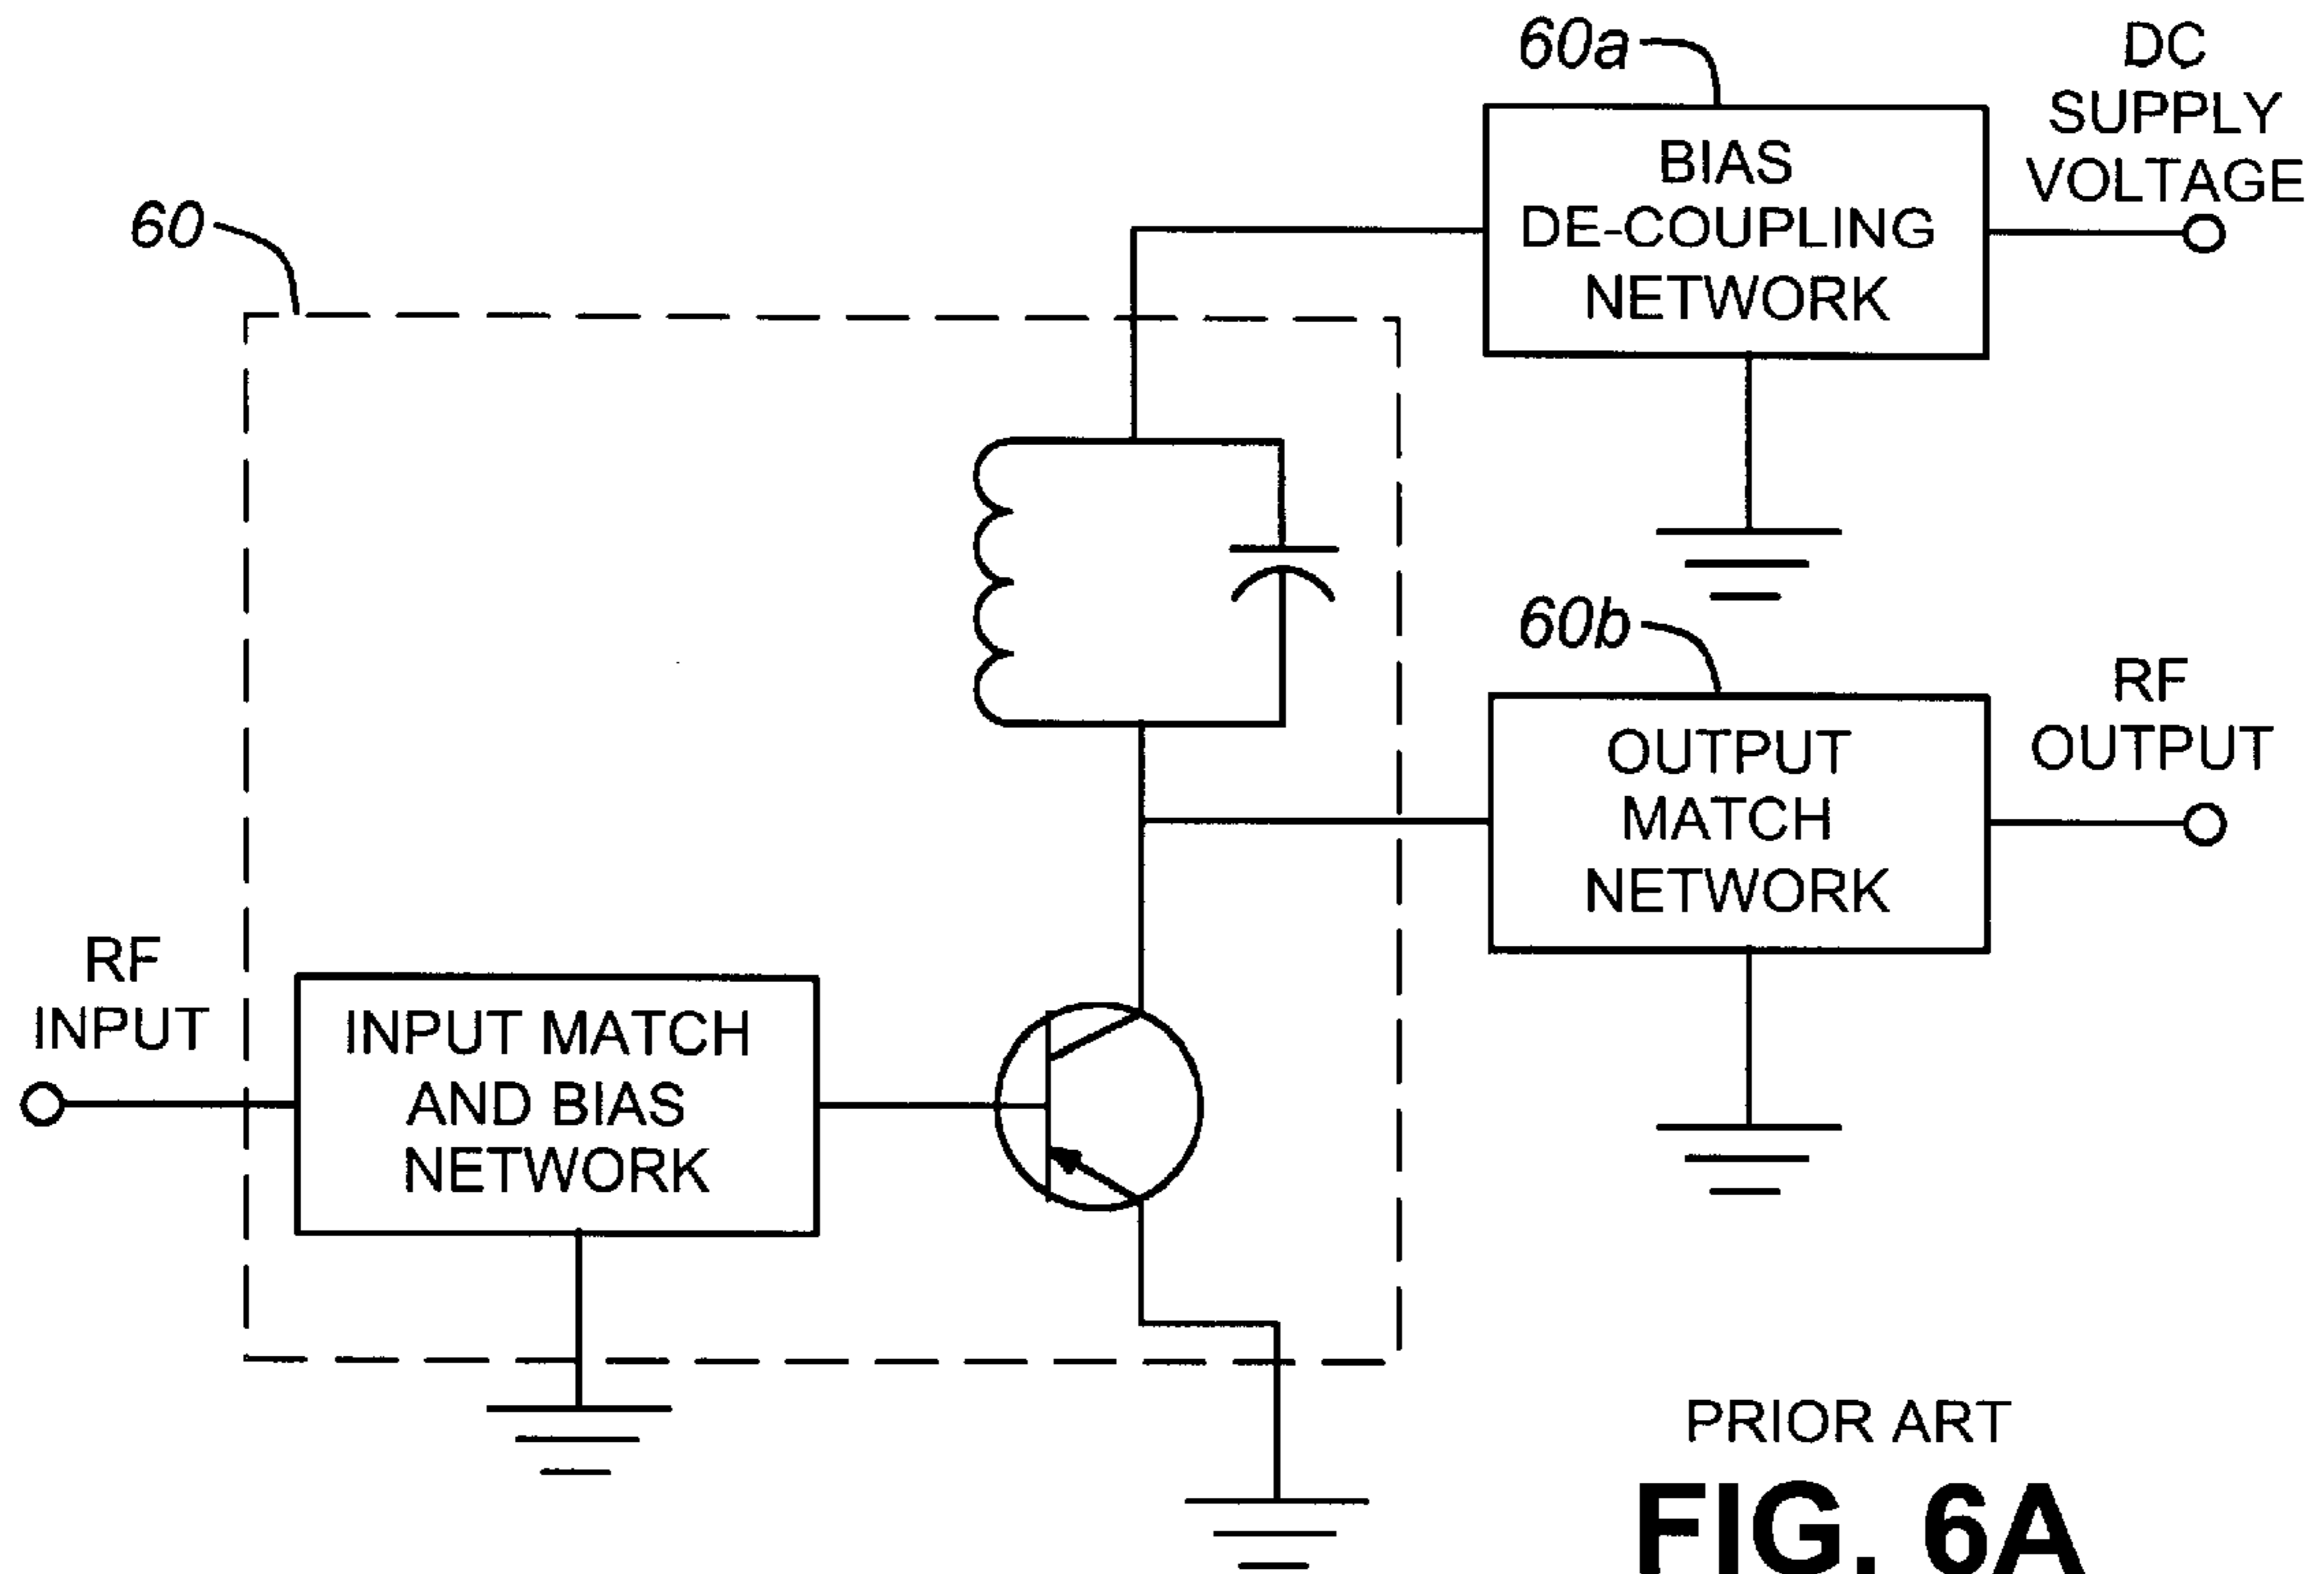 60a
DC
SUPPLY
VOLTAGE
BIAS
DE-COUPLING
NETWORK
60
60b
RF
OUTPUT
OUTPUT
MATCH
NETWORK
RF
INPUT
INPUT MATCH
AND BIAS
NETWORK
PRIOR ART
FIG. 6A